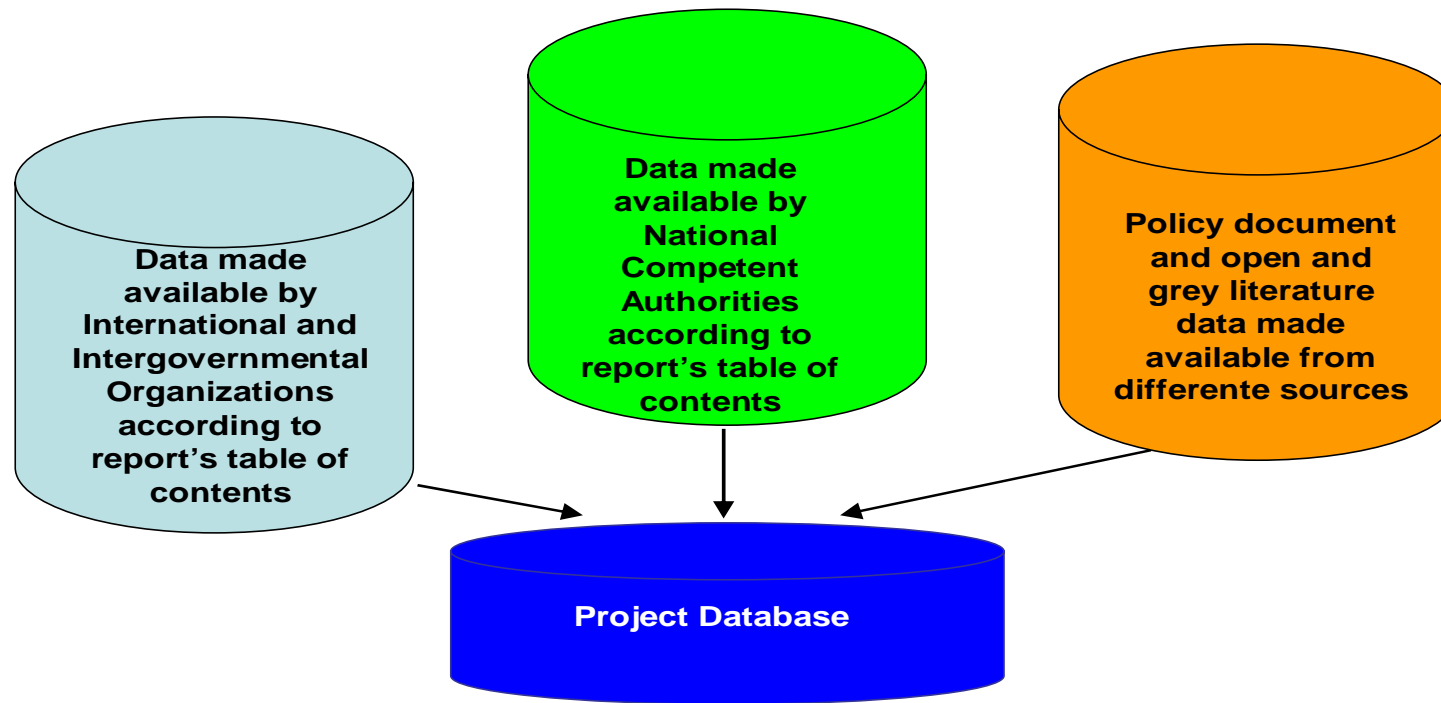 Data made
available by
International and
Intergovernmental
Organizations
according to
report’s table of
contents
Data made
available by
National
Competent
Authorities
according to
report’s table of
contents
Policy document
and open and
grey literature
data made
available from
differente sources
Project Database